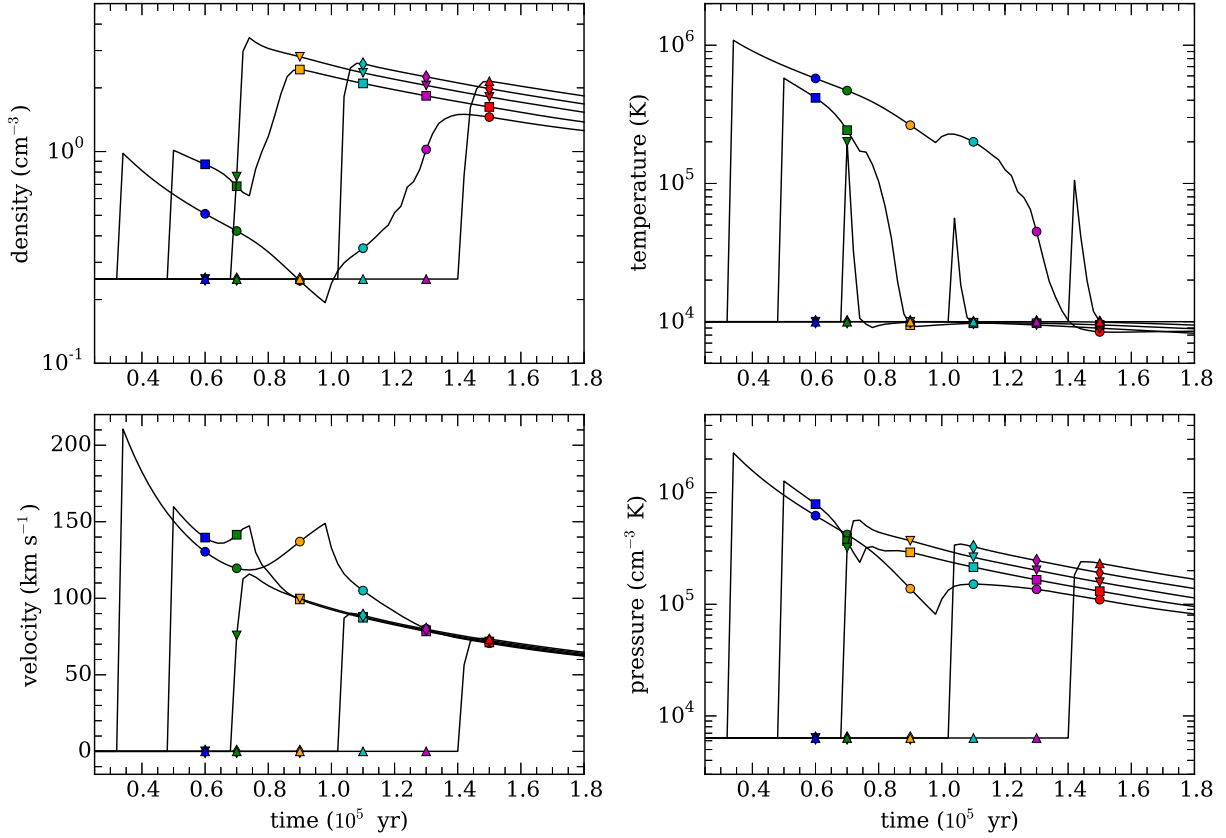 density (cm⁻³)
10⁰
10⁻¹
0.4 0.6 0.8 1.0 1.2 1.4 1.6 1.8
temperature (K)
10⁶
10⁵
10⁴
0.4 0.6 0.8 1.0 1.2 1.4 1.6 1.8
velocity (km s⁻¹)
200
150
100
50
0
0.4 0.6 0.8 1.0 1.2 1.4 1.6 1.8
time (10⁵ yr)
pressure (cm⁻³ K)
10⁶
10⁵
10⁴
0.4 0.6 0.8 1.0 1.2 1.4 1.6 1.8
time (10⁵ yr)